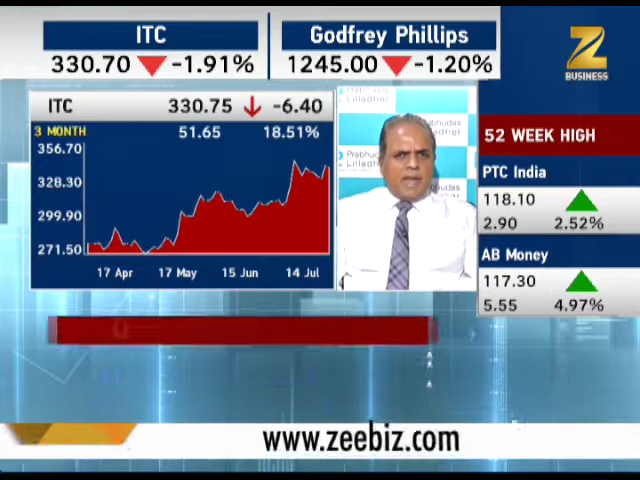 ITC
330.70 -1.91%
Godfrey Phillips
1245.00 -1.20%
Z
BUSINESS
ITC 330.75 -6.40
3 MONTH 51.65 18.51%
356.70
328.30
299.90
271.50
17 Apr 17 May 15 Jun 14 Jul
Prabhudas
Lilladher
Prabhudas
Lilladher
52 WEEK HIGH
PTC India
118.10
2.90 2.52%
AB Money
117.30
5.55 4.97%
www.zeebiz.com